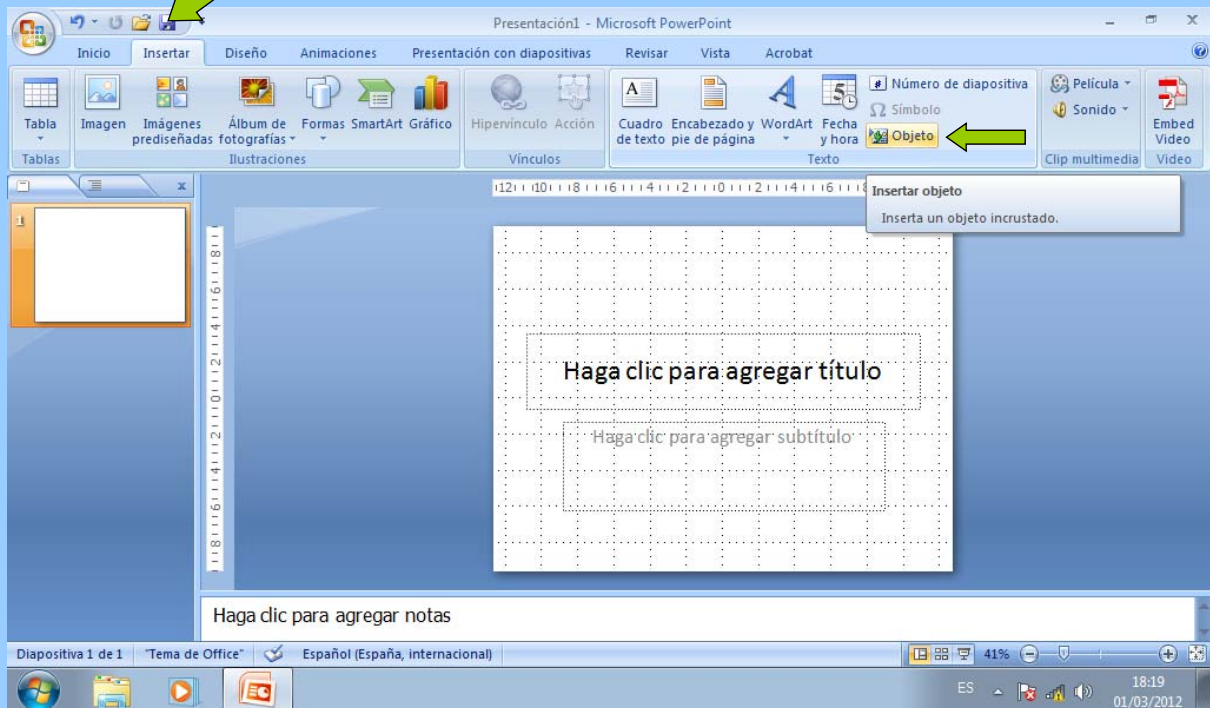 Presentación1 - Microsoft PowerPoint
Inicio Insertar Diseño Animaciones Presentación con diapositivas Revisar Vista Acrobat
Tabla
Imagen
Imágenes
prediseñadas
Álbum de
fotografías
Formas
SmartArt
Gráfico
Hipervínculo
Acción
Cuadro
de texto
Encabezado y
pie de página
WordArt
Fecha
y hora
Número de diapositiva
Símbolo
Objeto
Película
Sonido
Embed
Video
Tablas Ilustraciones Vínculos Texto Clip multimedia Video
Insertar objeto
Inserta un objeto incrustado.
1
Haga clic para agregar título
Haga clic para agregar subtítulo
Haga clic para agregar notas
Diapositiva 1 de 1 "Tema de Office" Español (España, internacional) 41%
ES 18:19
01/03/2012